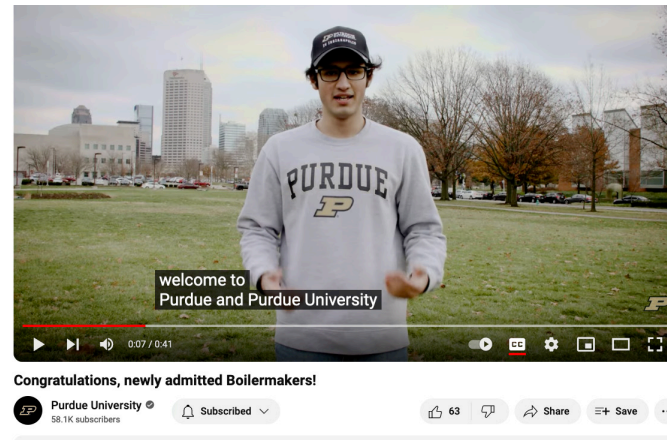 PURDUE
P
welcome to
Purdue and Purdue University
P
0:07 / 0:41
CC
Congratulations, newly admitted Boilermakers!
P
Purdue University
58.1K subscribers
Subscribed
63
Share
Save